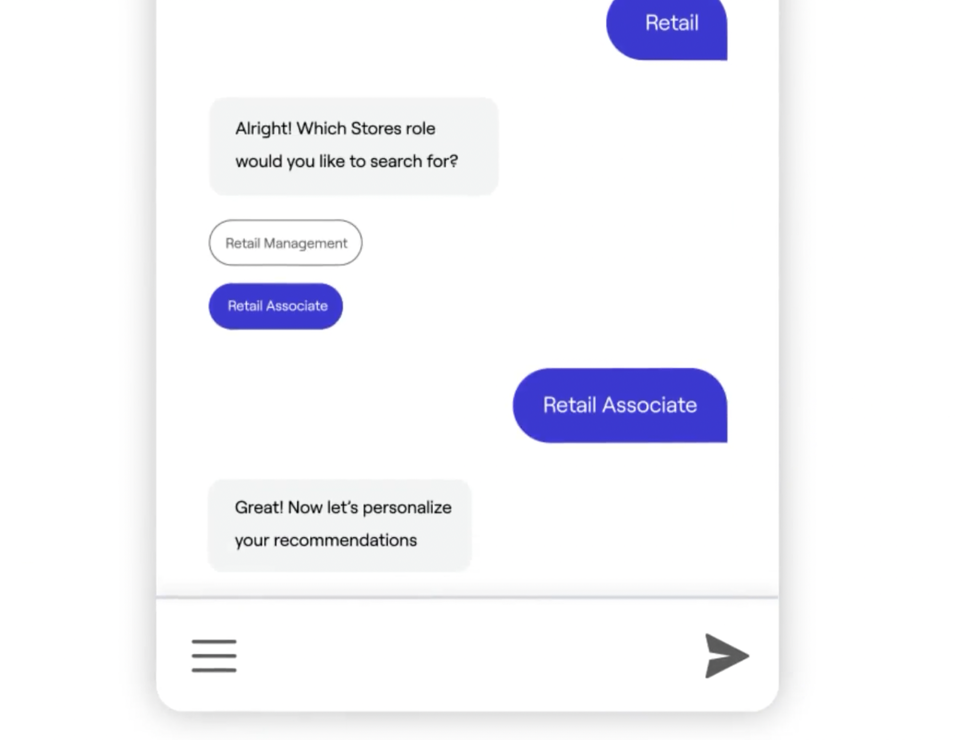 Retail
Alright! Which Stores role
would you like to search for?
Retail Management
Retail Associate
Retail Associate
Great! Now let's personalize
your recommendations